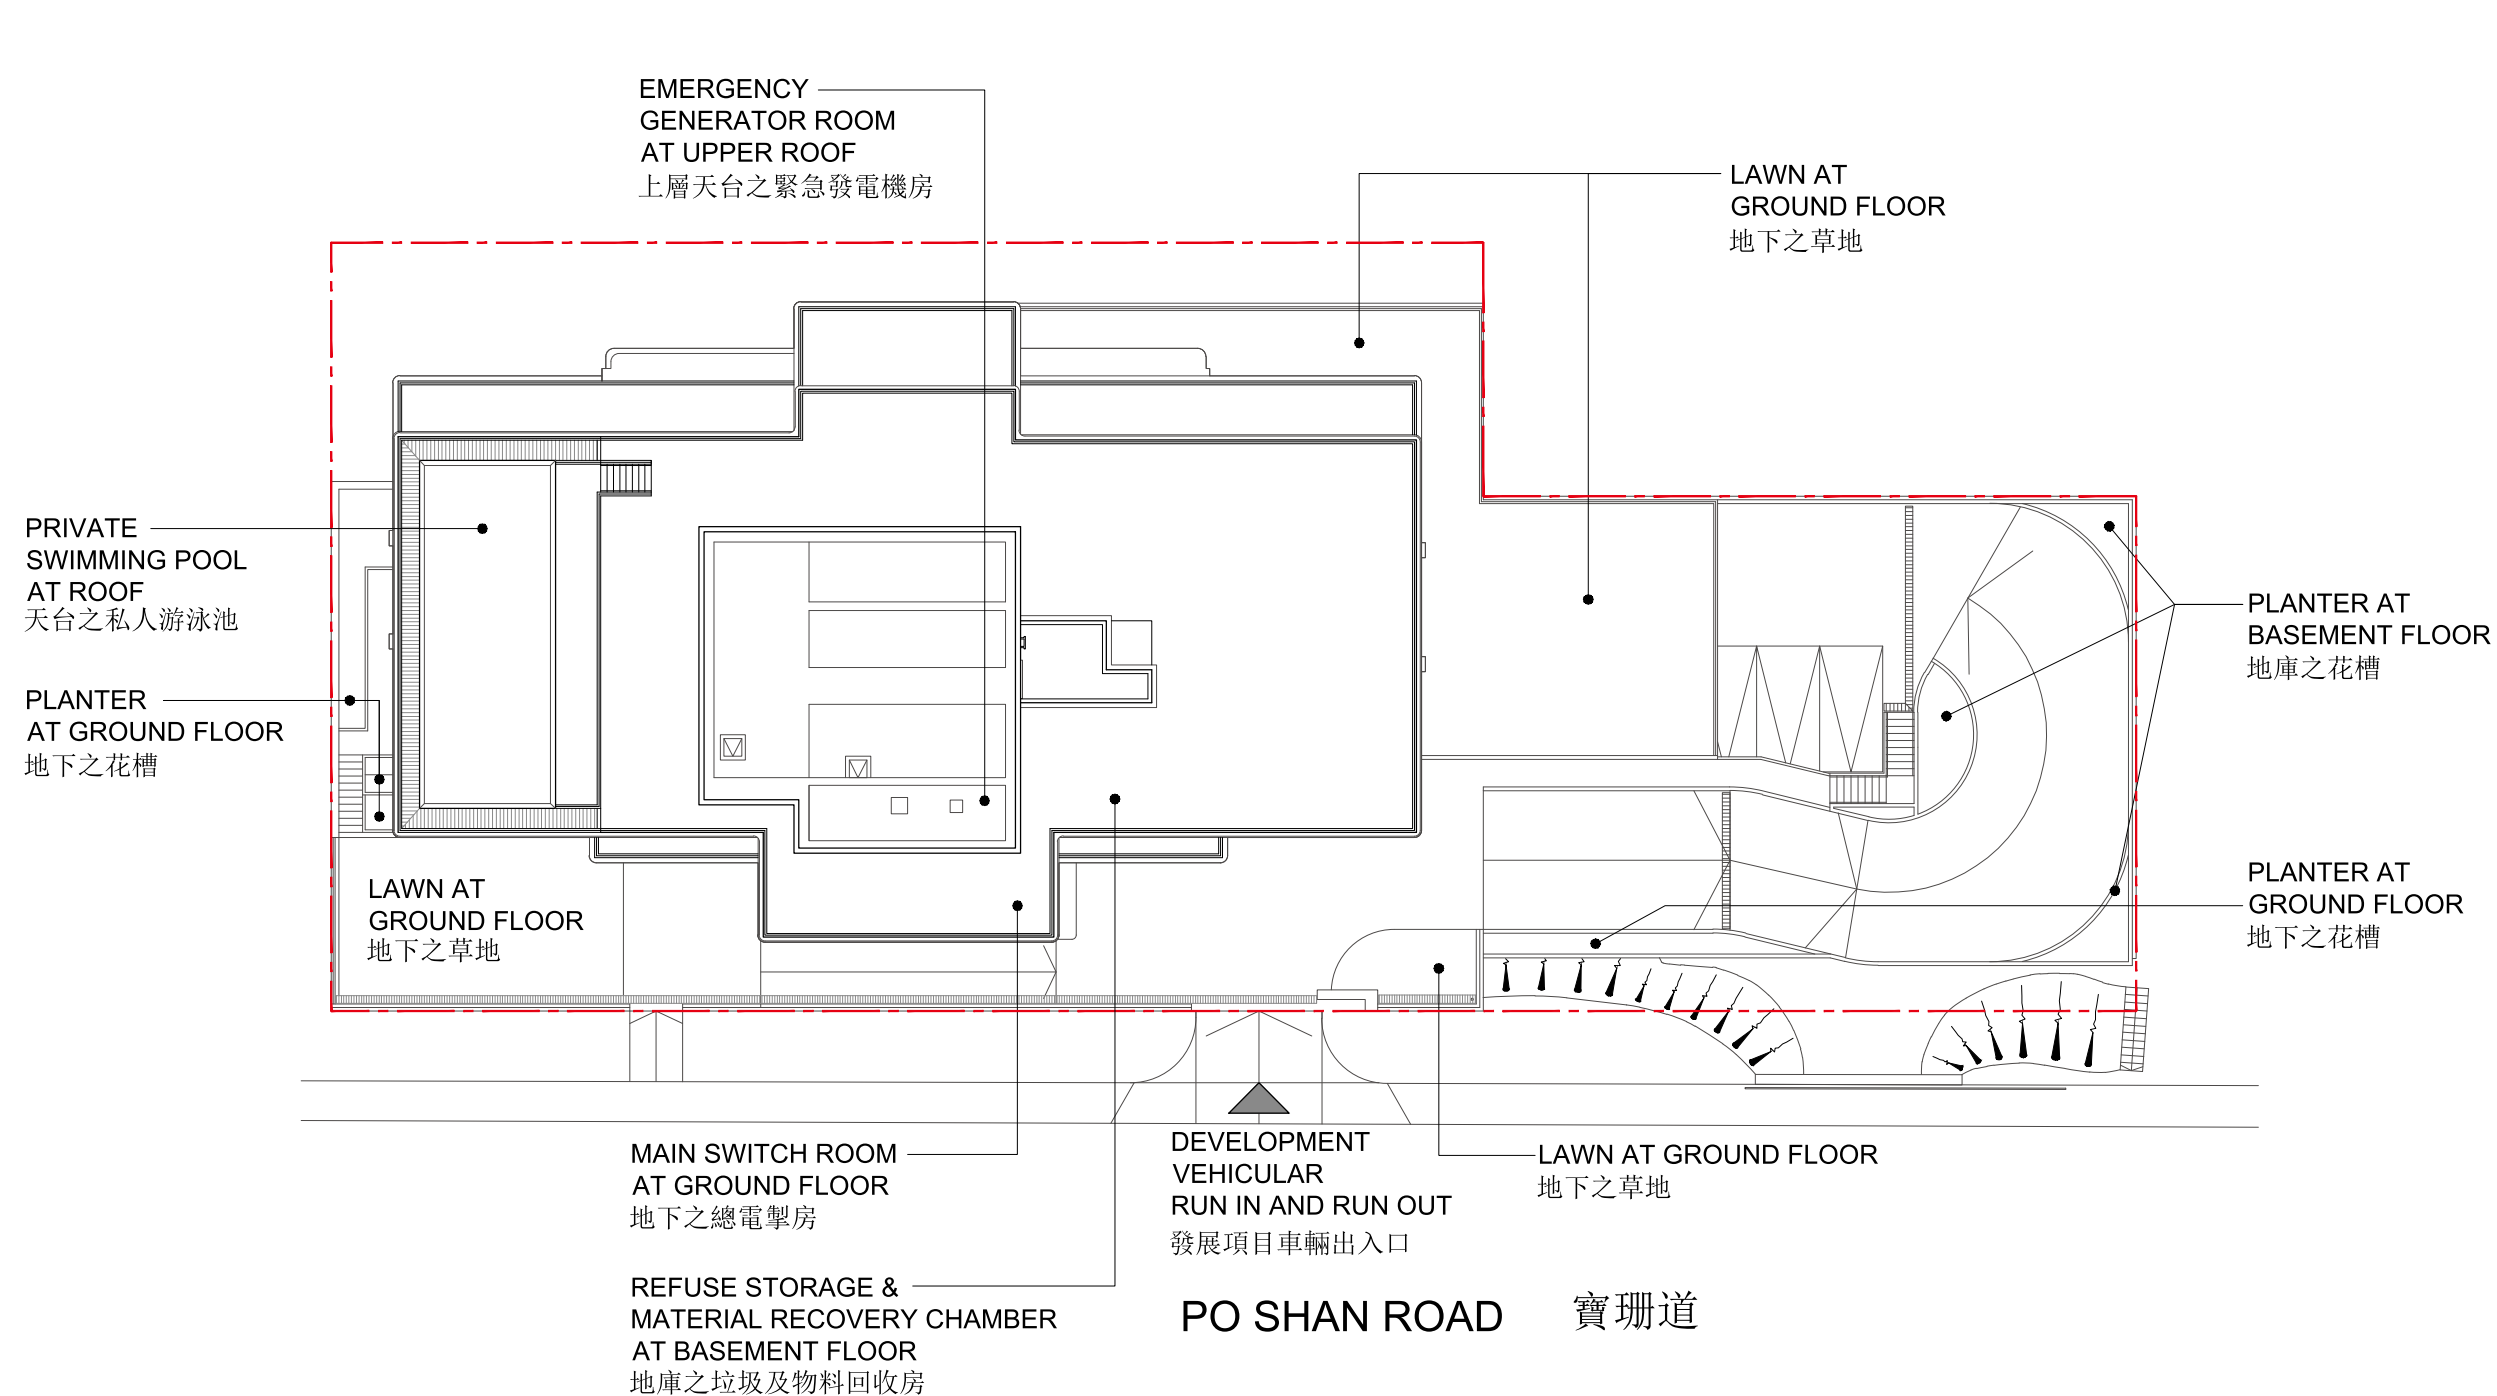 EMERGENCY
GENERATOR ROOM
AT UPPER ROOF
上層天台之緊急發電機房
LAWN AT
GROUND FLOOR
地下之草地
PRIVATE
SWIMMING POOL
AT ROOF
天台之私人游泳池
PLANTER AT
BASEMENT FLOOR
地庫之花槽
PLANTER
AT GROUND FLOOR
地下之花槽
PLANTER AT
GROUND FLOOR
地下之花槽
LAWN AT
GROUND FLOOR
地下之草地
MAIN SWITCH ROOM
AT GROUND FLOOR
地下之總電掣房
DEVELOPMENT
VEHICULAR
RUN IN AND RUN OUT
發展項目車輛出入口
LAWN AT GROUND FLOOR
地下之草地
REFUSE STORAGE &
MATERIAL RECOVERY CHAMBER
AT BASEMENT FLOOR
地庫之垃圾及物料回收房
PO SHAN ROAD 寶珊道